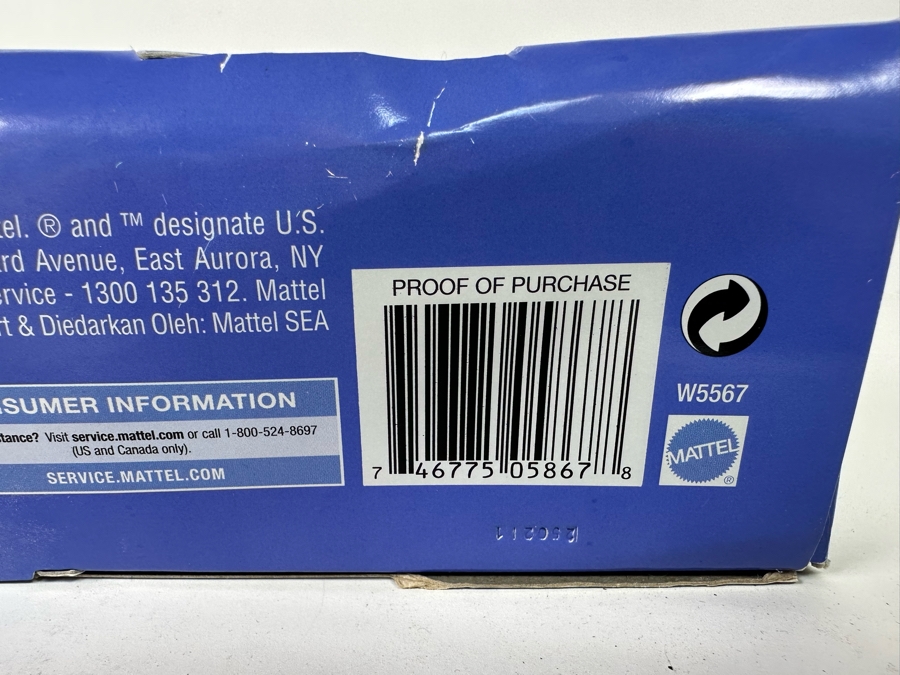 tel. ® and ™ designate U.S.
rd Avenue, East Aurora, NY
ervice - 1300 135 312. Mattel
rt & Diedarkan Oleh: Mattel SEA
SUMER INFORMATION
tance? Visit service.mattel.com or call 1-800-524-8697
(US and Canada only).
SERVICE.MATTEL.COM
PROOF OF PURCHASE
7 46775 05867 8
W5567
MATTEL
®